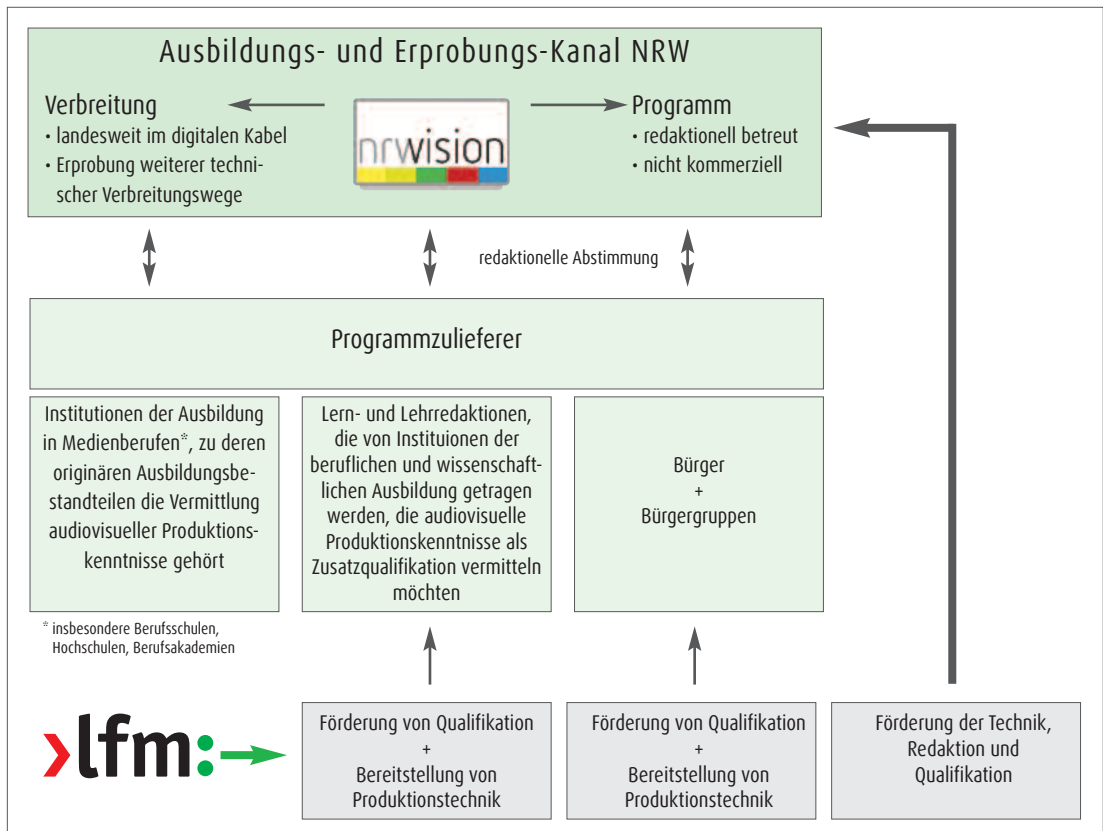 Ausbildungs- und Erprobungs-Kanal NRW
Verbreitung
• landesweit im digitalen Kabel
• Erprobung weiterer techni-
scher Verbreitungswege
nrwision
Programm
• redaktionell betreut
• nicht kommerziell
redaktionelle Abstimmung
Programmzulieferer
Institutionen der Ausbildung
in Medienberufen*, zu deren
originären Ausbildungsbe-
standteilen die Vermittlung
audiovisueller Produktions-
kenntnisse gehört
Lern- und Lehrredaktionen,
die von Instituionen der
beruflichen und wissenschaft-
lichen Ausbildung getragen
werden, die audiovisuelle
Produktionskenntnisse als
Zusatzqualifikation vermitteln
möchten
Bürger
+
Bürgergruppen
* insbesondere Berufsschulen,
Hochschulen, Berufsakademien
lfm:
Förderung von Qualifikation
+
Bereitstellung von
Produktionstechnik
Förderung von Qualifikation
+
Bereitstellung von
Produktionstechnik
Förderung der Technik,
Redaktion und
Qualifikation